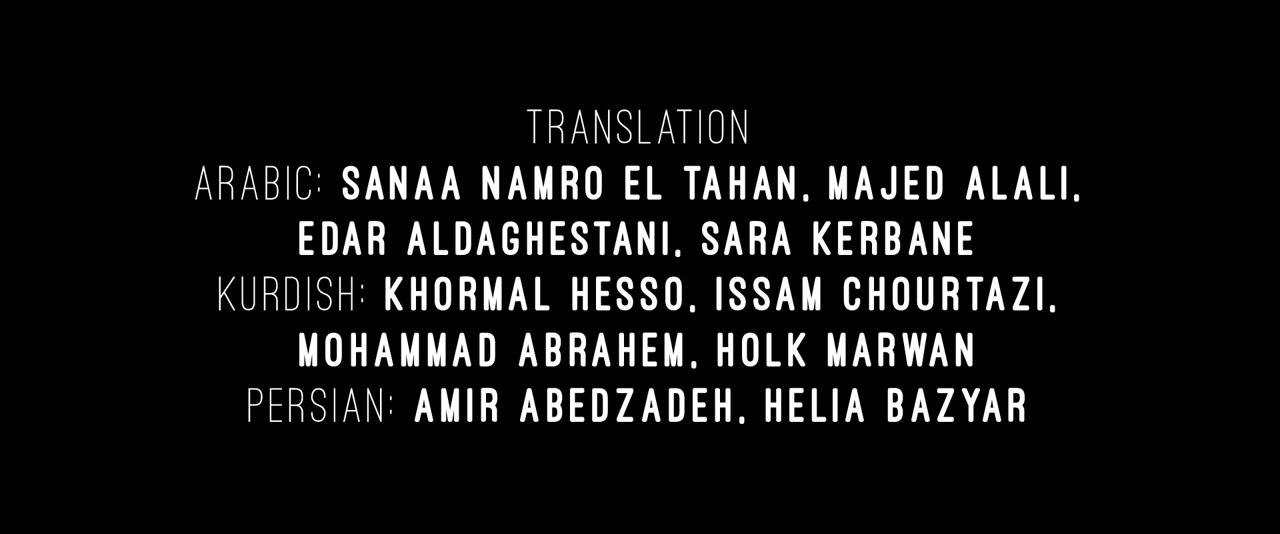 TRANSLATION
ARABIC: SANAA NAMRO EL TAHAN, MAJED ALALI,
EDAR ALDAGHESTANI, SARA KERBANE
KURDISH: KHORMAL HESSO, ISSAM CHOURTAZI,
MOHAMMAD ABRAHEM, HOLK MARWAN
PERSIAN: AMIR ABEDZADEH, HELIA BAZYAR